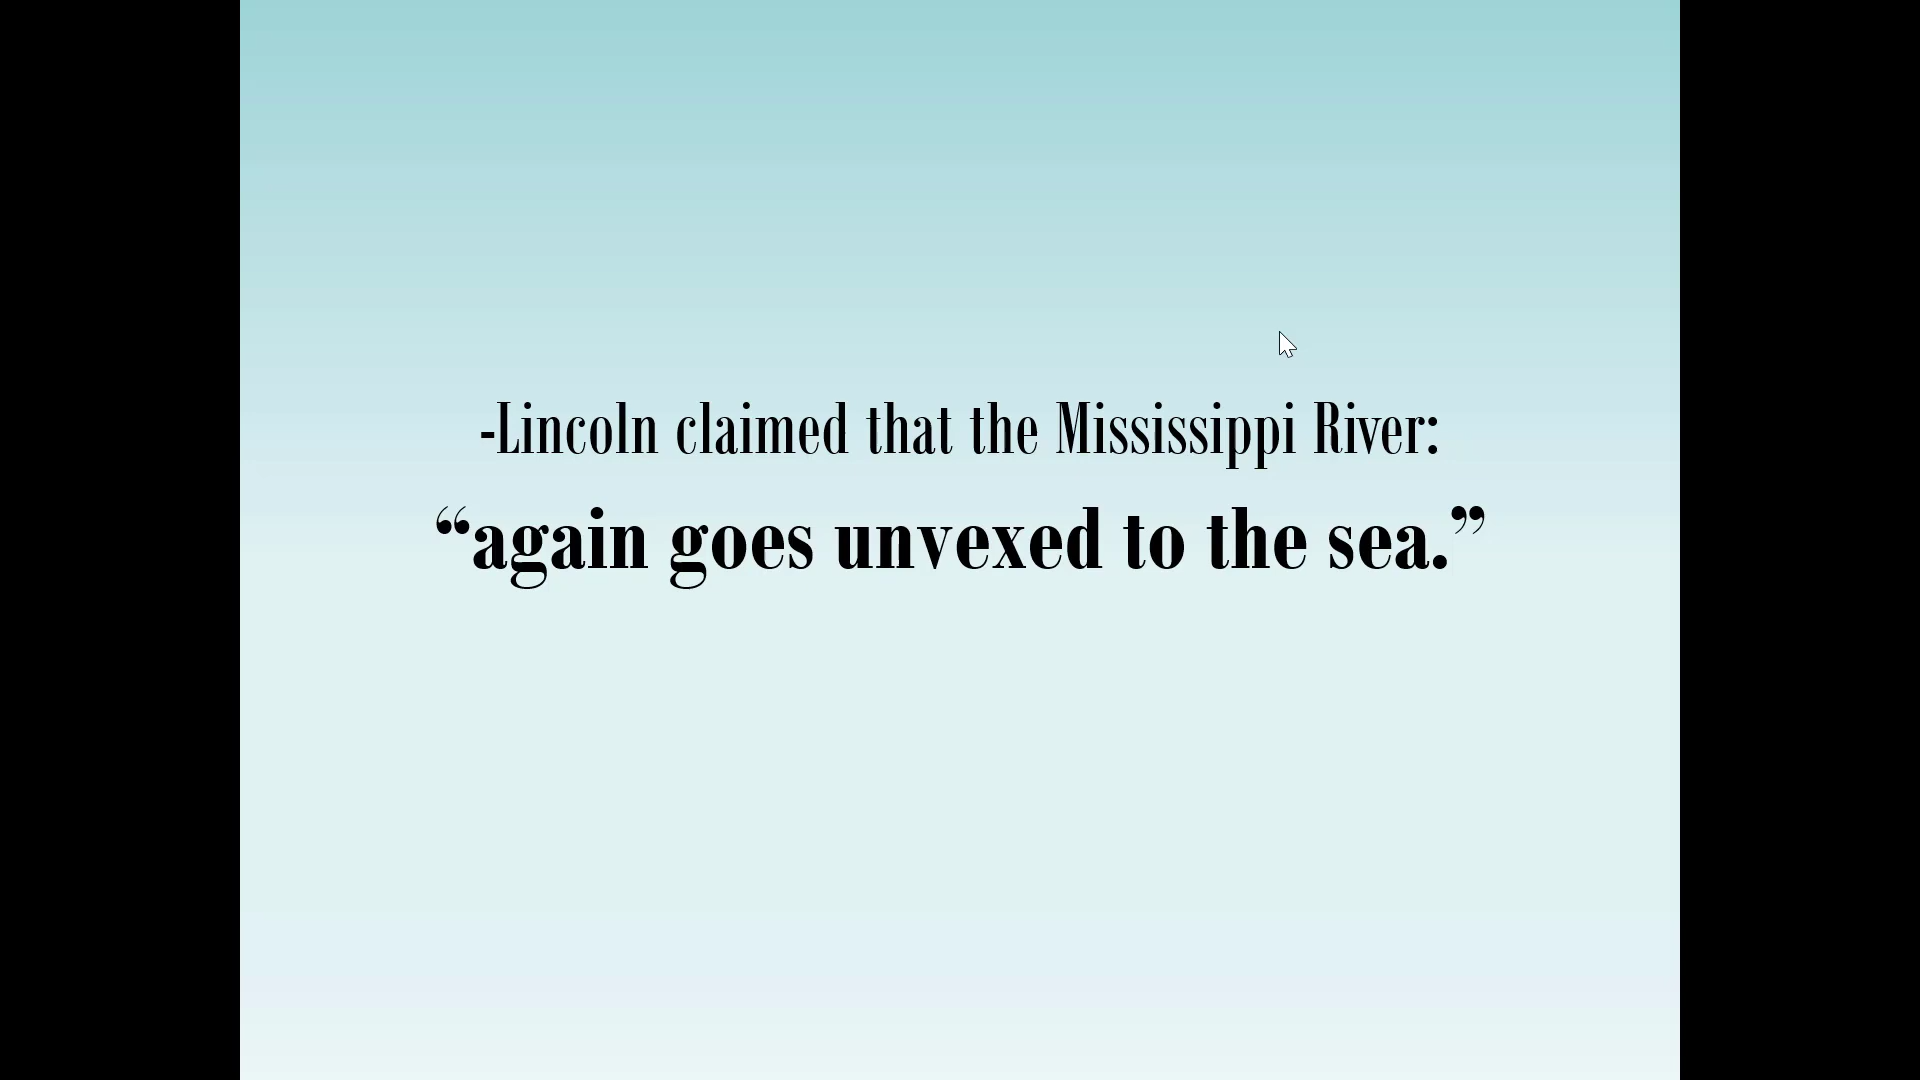 -Lincoln claimed that the Mississippi River:
“again goes unvexed to the sea.”